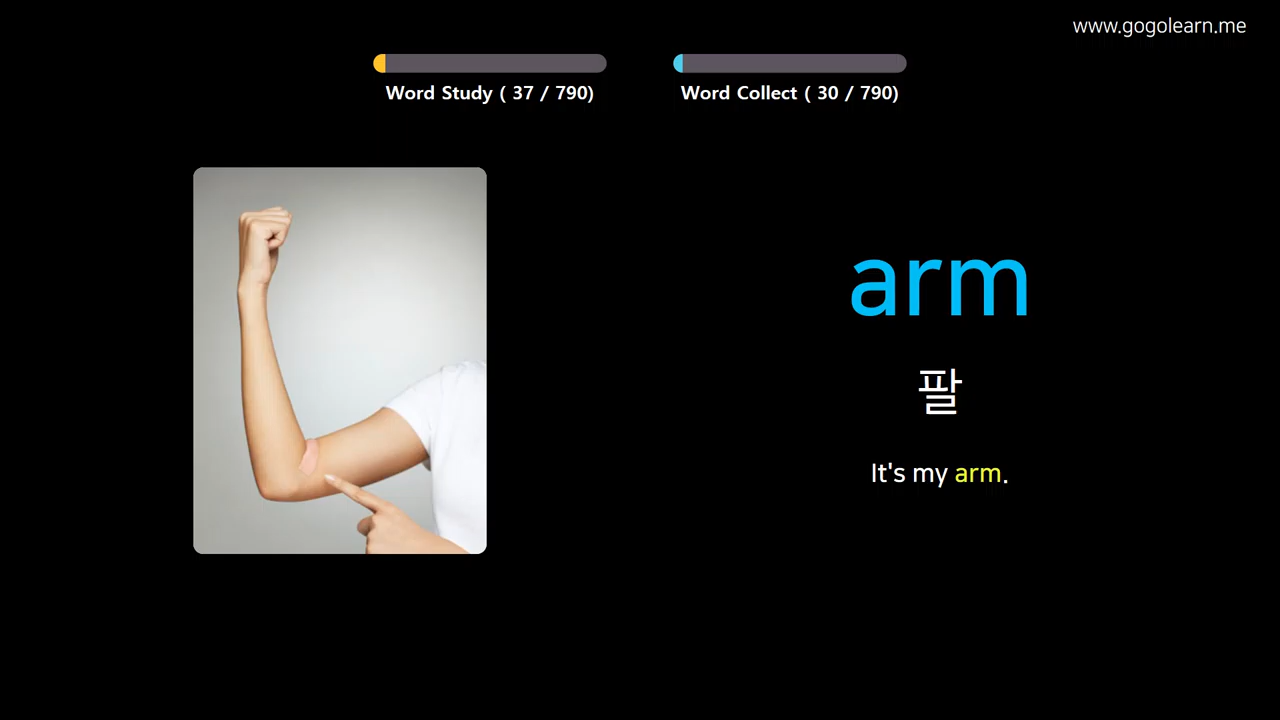 www.gogolearn.me
Word Study ( 37 / 790)
Word Collect ( 30 / 790)
arm
팔
It's my arm.